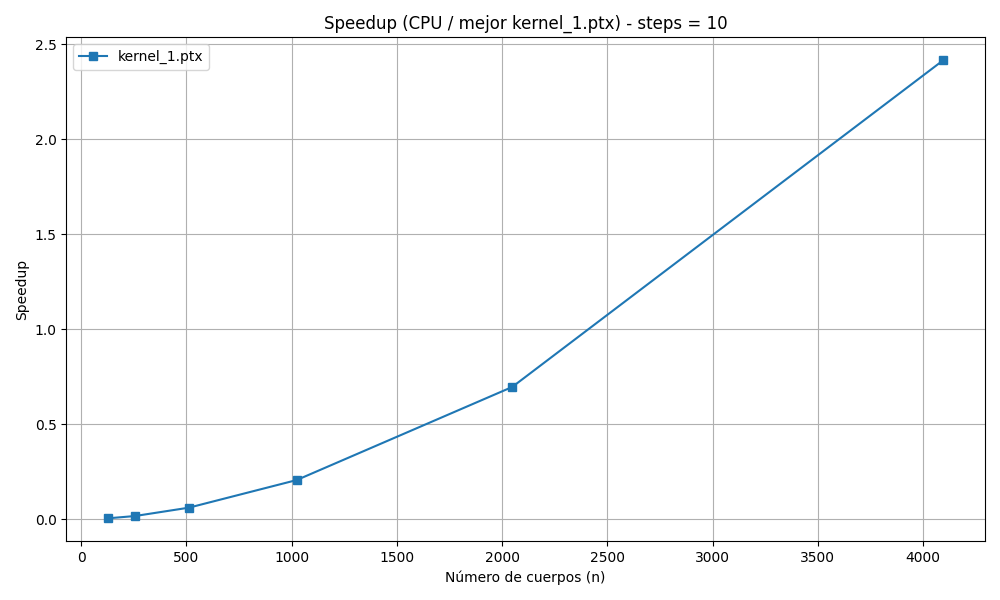 Speedup (CPU / mejor kernel_1.ptx) - steps = 10
kernel_1.ptx
2.5
2.0
1.5
1.0
0.5
0.0
Speedup
0 500 1000 1500 2000 2500 3000 3500 4000
Número de cuerpos (n)